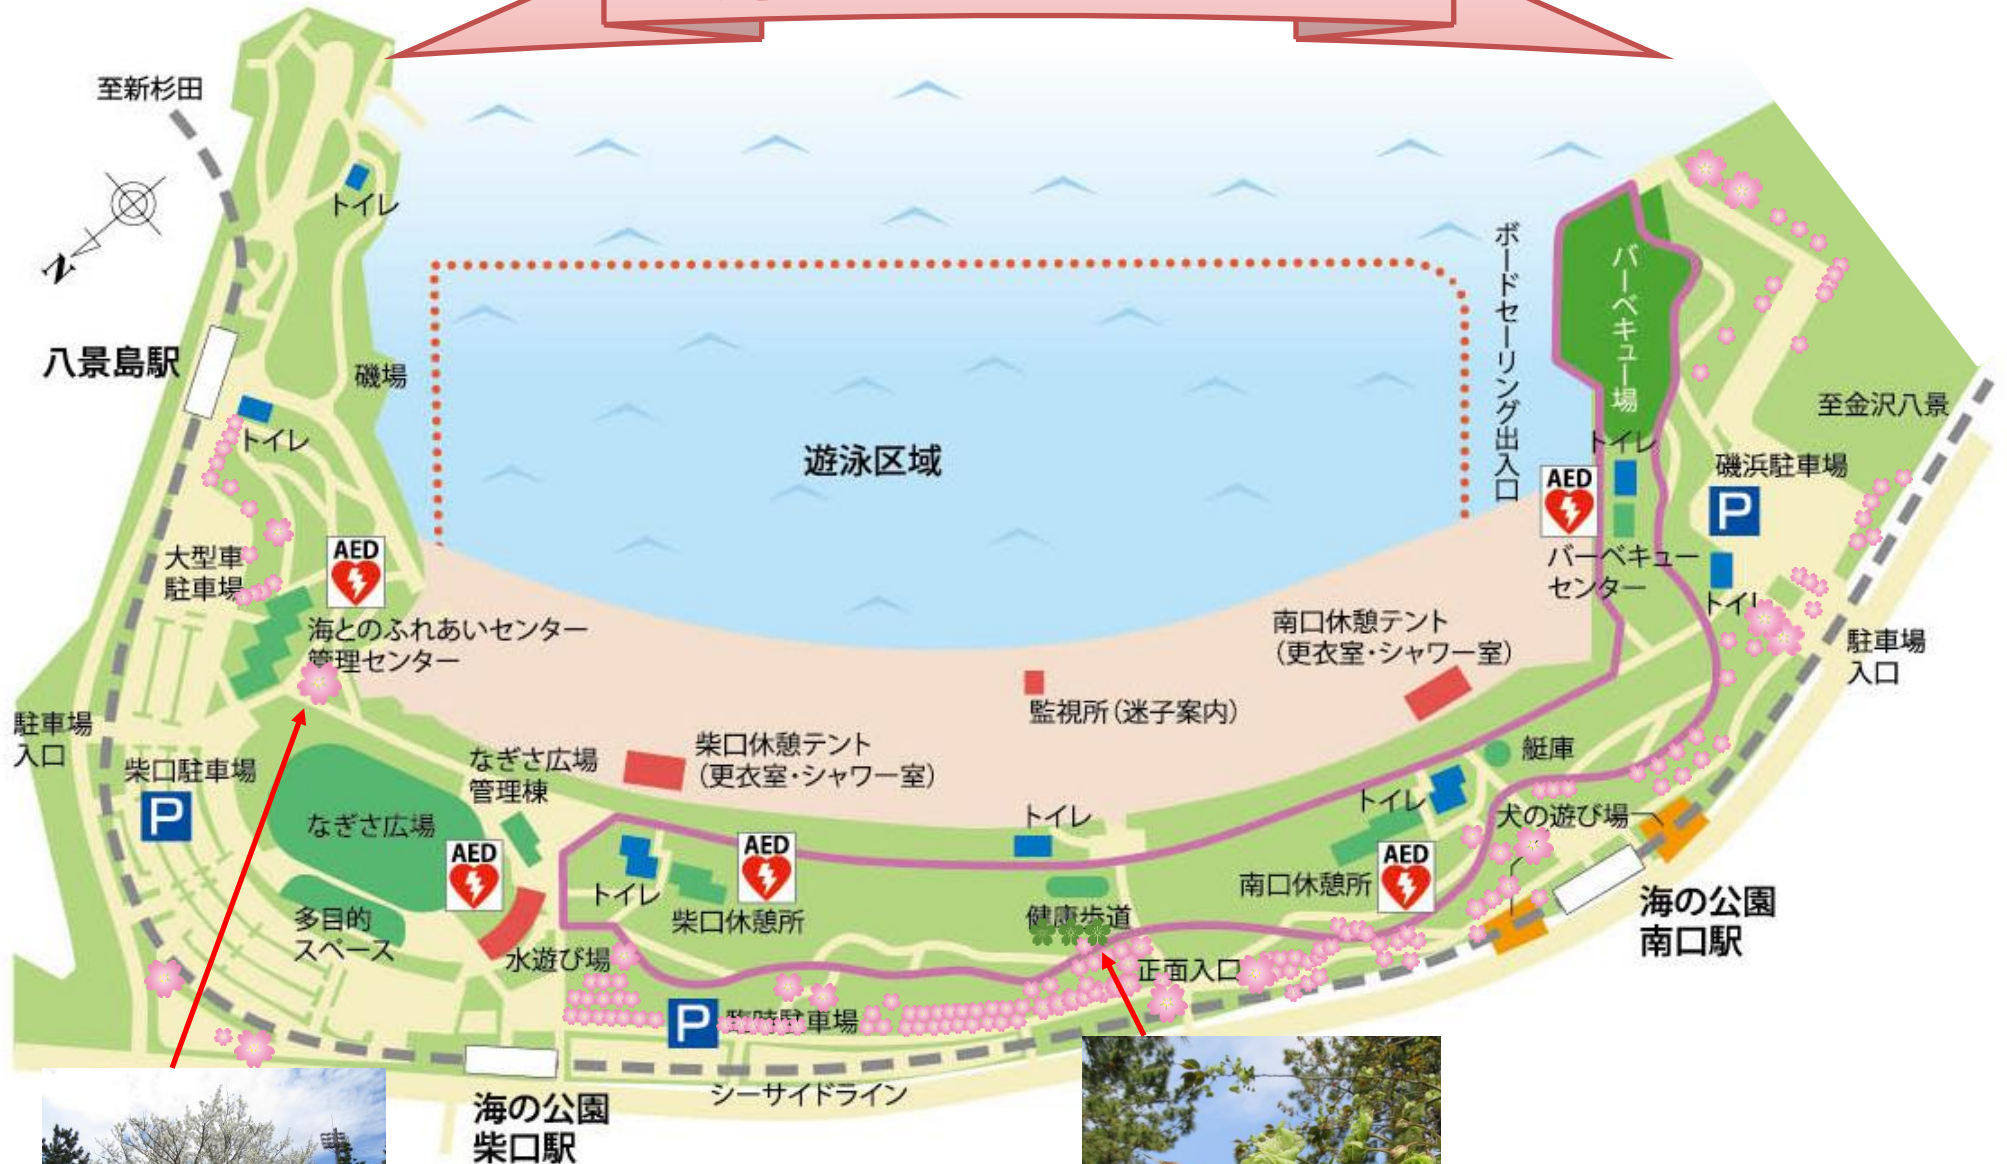 至新杉田
トイレ
N
八景島駅
磯場
トイレ
遊泳区域
ボードセーリング出入口
バーベキュー場
至金沢八景
トイレ
AED
磯浜駐車場
P
バーベキュー
センター
トイレ
駐車場
入口
大型車
駐車場
AED
海とのふれあいセンター
管理センター
南口休憩テント
(更衣室・シャワー室)
監視所(迷子案内)
駐車場
入口
柴口駐車場
P
なぎさ広場
管理棟
柴口休憩テント
(更衣室・シャワー室)
艇庫
トイレ
犬の遊び場
なぎさ広場
AED
トイレ
AED
柴口休憩所
トイレ
健康歩道
南口休憩所
AED
海の公園
南口駅
多目的
スペース
水遊び場
正面入口
P
臨時駐車場
シーサイドライン
海の公園
柴口駅